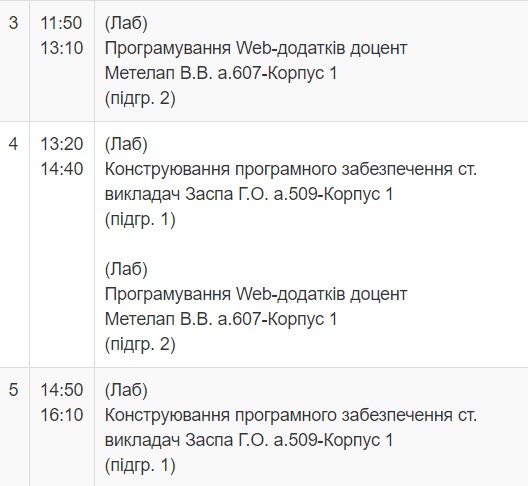 3
11:50
13:10
(Лаб)
Програмування Web-додатків доцент
Метелап В.В. а.607-Корпус 1
(підгр. 2)
4
13:20
14:40
(Лаб)
Конструювання програмного забезпечення ст.
викладач Заспа Г.О. а.509-Корпус 1
(підгр. 1)
(Лаб)
Програмування Web-додатків доцент
Метелап В.В. а.607-Корпус 1
(підгр. 2)
5
14:50
16:10
(Лаб)
Конструювання програмного забезпечення ст.
викладач Заспа Г.О. а.509-Корпус 1
(підгр. 1)